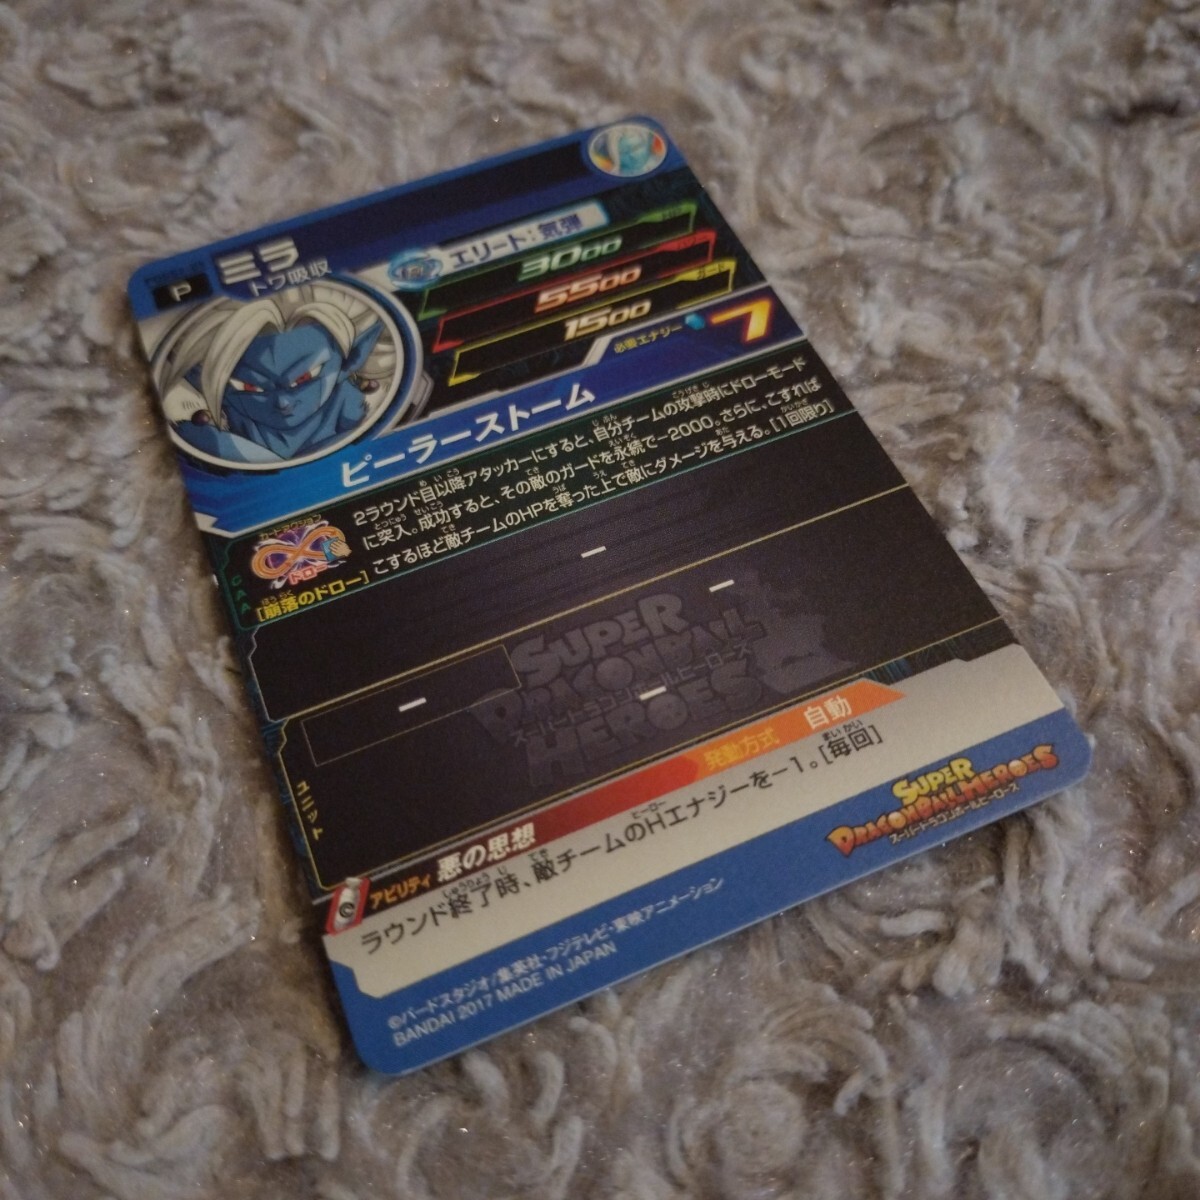 P
ミラ
トワ吸収
エリート:気弾
3000
5500
1500
必要エナジー 7
ピーラーストーム
2ラウンド目以降アタッカーにすると、自分チームの攻撃時にドローモード
に突入。成功すると、その敵のガードを永続で-2000。さらに、こすれば
こするほど敵チームのHPを奪った上で敵にダメージを与える。[1回限り]
ドロー
[崩落のドロー]
CAA
SUPER
DRAGONBALL
スーパードラゴンボールヒーローズ
HEROES
ユニット
アビリティ 悪の思想
発動方式 自動
ラウンド終了時、敵チームのHエナジーを-1。[毎回]
SUPER
DRAGONBALL HEROES
スーパードラゴンボールヒーローズ
©バードスタジオ/集英社・フジテレビ・東映アニメーション
BANDAI 2017 MADE IN JAPAN